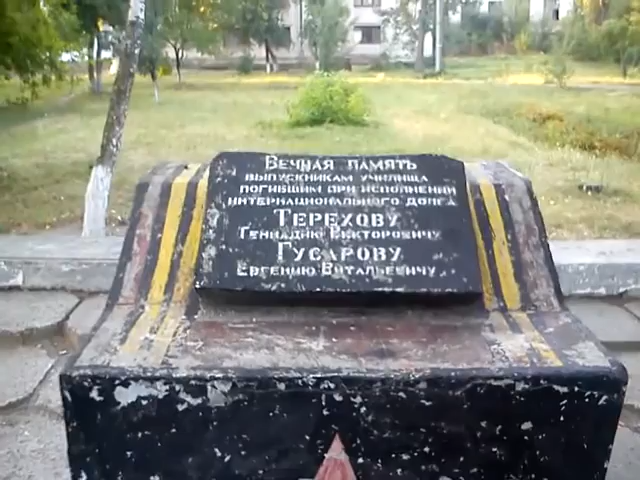 Вечная память
выпускникам училища
погибшим при исполнении
интернационального долга
Терехову
Геннадию Викторовичу
Гусарову
Евгению Витальевичу